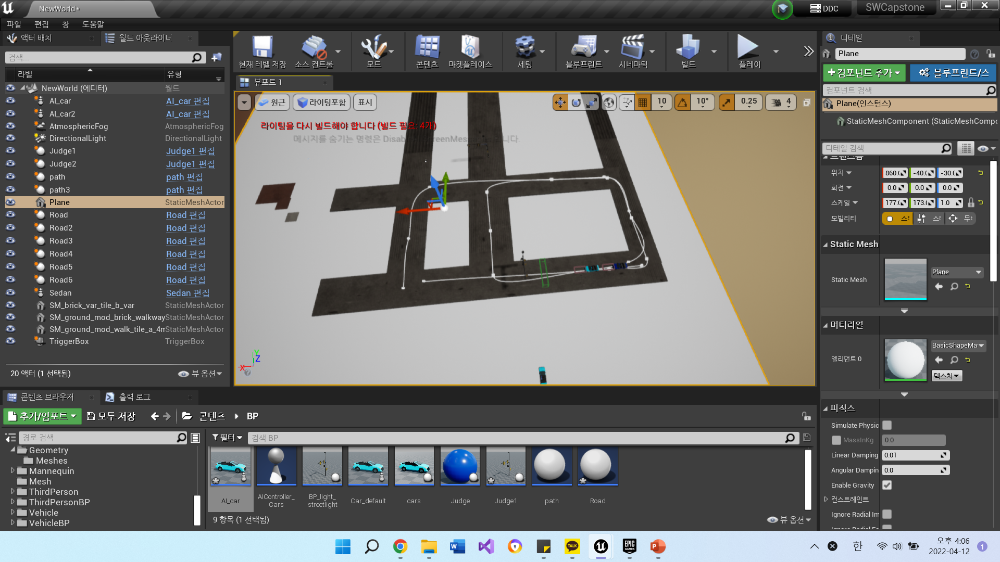 NewWorld*
DDC
SWCapstone
파일 편집 창 도움말
액터 배치
월드 아웃라이너
검색...
라벨
유형
NewWorld (에디터) 월드
AI_car AI_car 편집
AI_car2 AI_car 편집
AtmosphericFog AtmosphericFog
DirectionalLight DirectionalLight
Judge1 Judge1 편집
Judge2 Judge1 편집
path path 편집
path3 path 편집
Plane StaticMeshActor
Road Road 편집
Road2 Road 편집
Road3 Road 편집
Road4 Road 편집
Road5 Road 편집
Road6 Road 편집
Sedan Sedan 편집
SM_brick_var_tile_b_var StaticMeshActor
SM_ground_mod_brick_walkway StaticMeshActor
SM_ground_mod_walk_tile_a_4m StaticMeshActor
TriggerBox TriggerBox
20 액터 (1 선택됨)
뷰 옵션
현재 레벨 저장
소스 컨트롤
모드
콘텐츠
마켓플레이스
세팅
블루프린트
시네마틱
빌드
플레이
뷰포트 1
원근
라이팅포함
표시
10
10°
0.25
4
라이팅을 다시 빌드해야 합니다 (빌드 필요: 4개)
메시지를 숨기는 명령은
Y
Z
X
디테일
Plane
컴포넌트 추가
블루프린트/스
컴포넌트 검색
Plane(인스턴스)
StaticMeshComponent (StaticMeshCompo
디테일 검색
위치 860.0 -40.0 -30.0
회전 0.0 0.0 0.0
스케일 177.0 173.0 1.0
모빌리티
Static Mesh
Static Mesh
Plane
머티리얼
엘리먼트 0
BasicShapeMa
텍스처
피직스
Simulate Physic
MassInKg 0.0
Linear Damping 0.01
Angular Dampin 0.0
Enable Gravity
컨스트레인트
Ignore Radial Im
콘텐츠 브라우저
출력 로그
추가/임포트
모두 저장
콘텐츠
BP
경로 검색
필터
검색 BP
Geometry
Meshes
Mannequin
Mesh
ThirdPerson
ThirdPersonBP
Vehicle
VehicleBP
AI_car
AIController_
Cars
BP_light_
streetlight
Car_default
cars
Judge
Judge1
path
Road
9 항목 (1 선택됨)
뷰 옵션
TALK
EPIC
GAMES
한
오후 4:06
2022-04-12
1